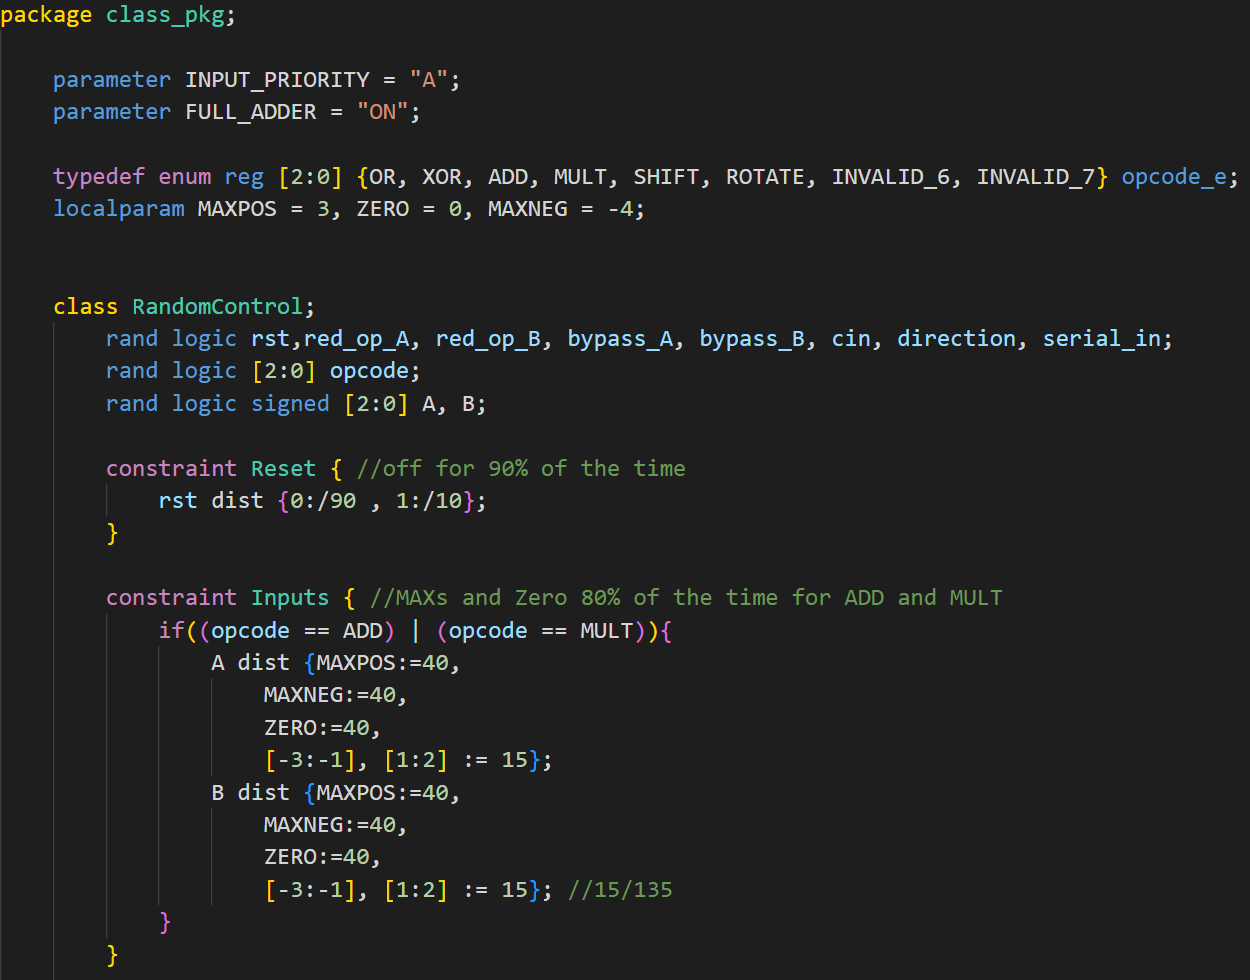 package class_pkg;
parameter INPUT_PRIORITY = "A";
parameter FULL_ADDER = "ON";
typedef enum reg [2:0] {OR, XOR, ADD, MULT, SHIFT, ROTATE, INVALID_6, INVALID_7} opcode_e;
localparam MAXPOS = 3, ZERO = 0, MAXNEG = -4;
class RandomControl;
rand logic rst,red_op_A, red_op_B, bypass_A, bypass_B, cin, direction, serial_in;
rand logic [2:0] opcode;
rand logic signed [2:0] A, B;
constraint Reset { //off for 90% of the time
rst dist {0:/90 , 1:/10};
}
constraint Inputs { //MAXs and Zero 80% of the time for ADD and MULT
if((opcode == ADD) | (opcode == MULT)){
A dist {MAXPOS:=40,
MAXNEG:=40,
ZERO:=40,
[-3:-1], [1:2] := 15};
B dist {MAXPOS:=40,
MAXNEG:=40,
ZERO:=40,
[-3:-1], [1:2] := 15}; //15/135
}
}